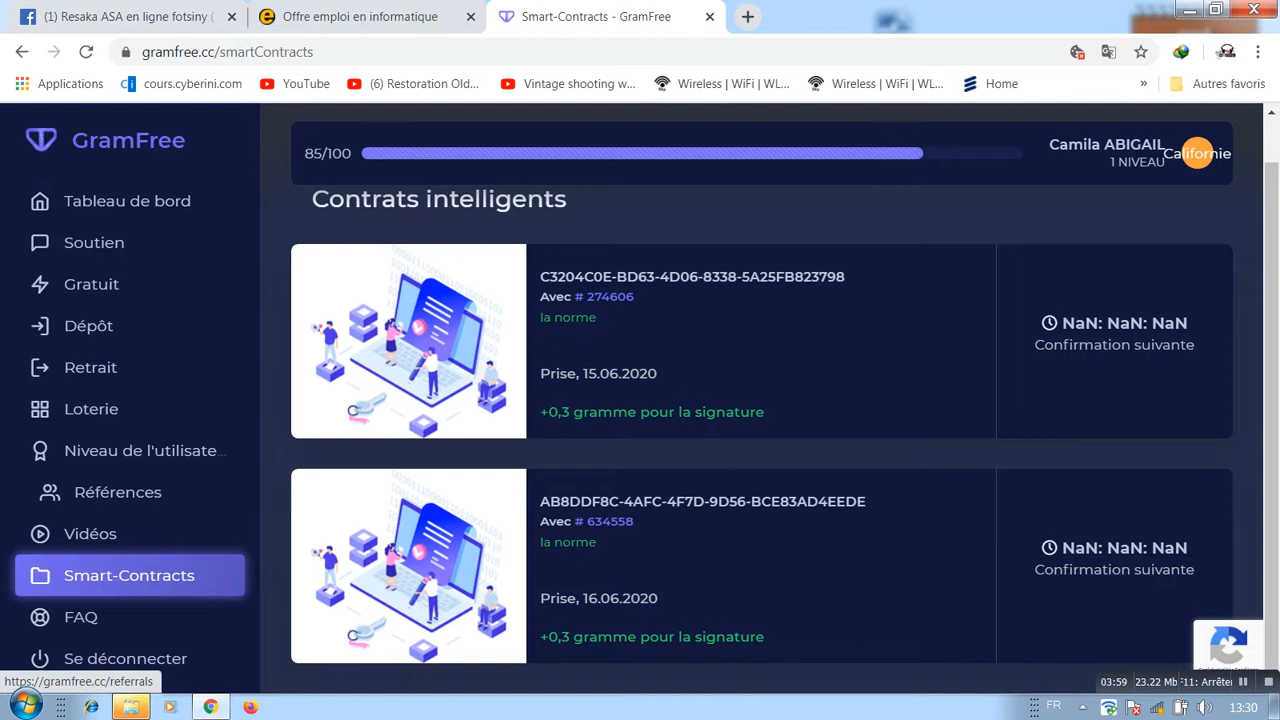 (1) Resaka ASA en ligne fotsiny (
Offre emploi en informatique
Smart-Contracts - GramFree
gramfree.cc/smartContracts
Applications
cours.cyberini.com
YouTube
(6) Restoration Old...
Vintage shooting w...
Wireless | WiFi | WL...
Wireless | WiFi | WL...
Home
»
Autres favoris
GramFree
85/100
Camila ABIGAIL
1 NIVEAU
Californie
Tableau de bord
Soutien
Gratuit
Dépôt
Retrait
Loterie
Niveau de l'utilisate...
Références
Vidéos
Smart-Contracts
FAQ
Se déconnecter
Contrats intelligents
C3204C0E-BD63-4D06-8338-5A25FB823798
Avec # 274606
la norme
Prise, 15.06.2020
+0,3 gramme pour la signature
NaN: NaN: NaN
Confirmation suivante
AB8DDF8C-4AFC-4F7D-9D56-BCE83AD4EEDE
Avec # 634558
la norme
Prise, 16.06.2020
+0,3 gramme pour la signature
NaN: NaN: NaN
Confirmation suivante
https://gramfree.cc/referrals
03:59 23.22 Mb F11: Arrêter
FR
13:30